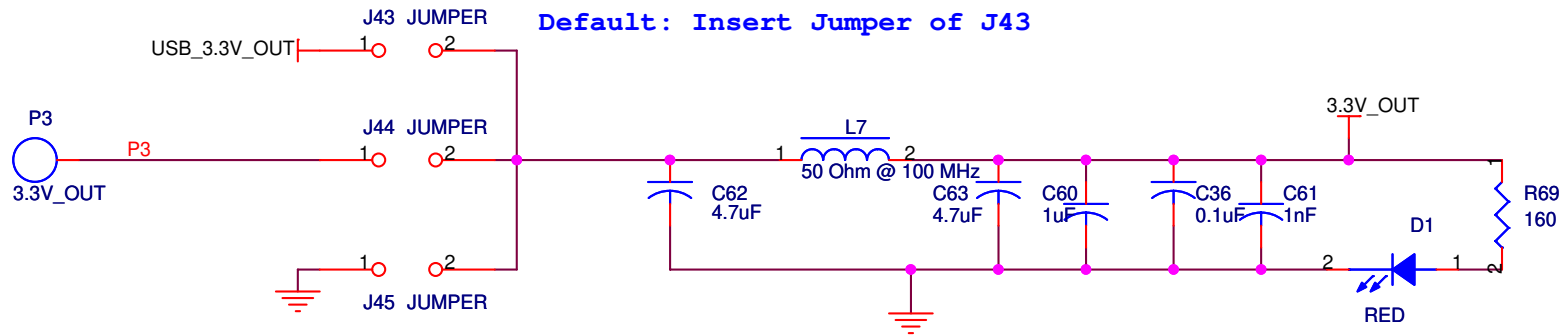 J43 JUMPER
Default: Insert Jumper of J43
USB_3.3V_OUT
1
2
P3
P3
3.3V_OUT
J44 JUMPER
1
2
L7
1
2
50 Ohm @ 100 MHz
3.3V_OUT
C62
4.7uF
C63
4.7uF
C60
1uF
C36
0.1uF
C61
1nF
1
R69
160
2
D1
2
1
RED
1
2
J45 JUMPER